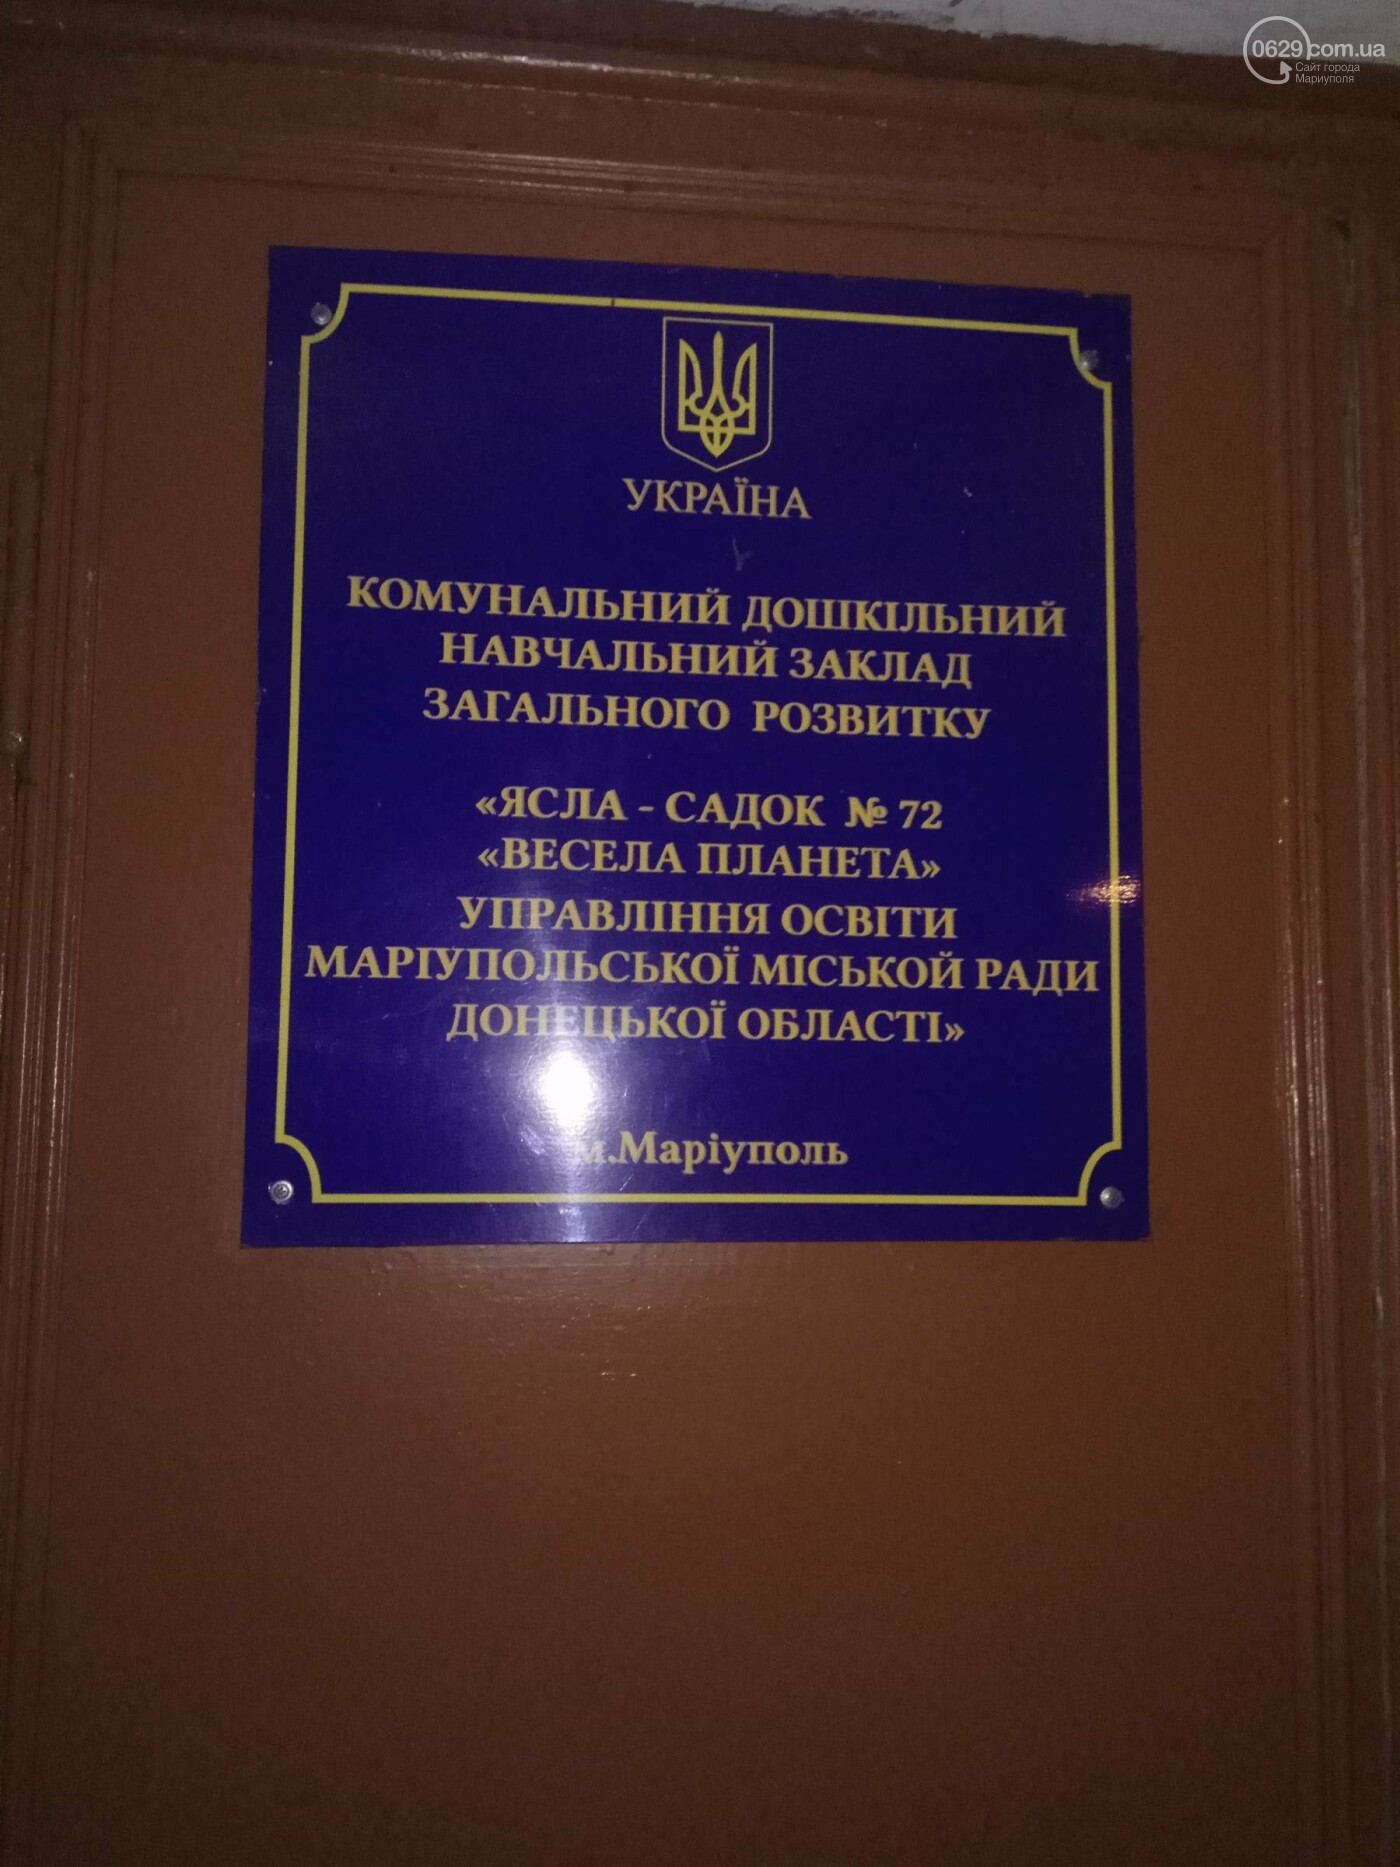 0629.com.ua
Сайт города
Мариуполя
УКРАЇНА
КОМУНАЛЬНИЙ ДОШКІЛЬНИЙ
НАВЧАЛЬНИЙ ЗАКЛАД
ЗАГАЛЬНОГО РОЗВИТКУ
«ЯСЛА - САДОК № 72
«ВЕСЕЛА ПЛАНЕТА»
УПРАВЛІННЯ ОСВІТИ
МАРІУПОЛЬСЬКОЇ МІСЬКОЙ РАДИ
ДОНЕЦЬКОЇ ОБЛАСТІ»
м.Маріуполь